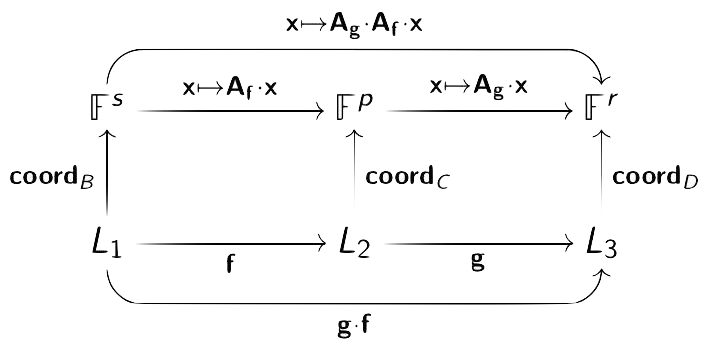 x↦A_g·A_f·x
x↦A_f·x x↦A_g·x
𝔽^s 𝔽^p 𝔽^r
coord_B coord_C coord_D
L_1 L_2 L_3
f g
g·f